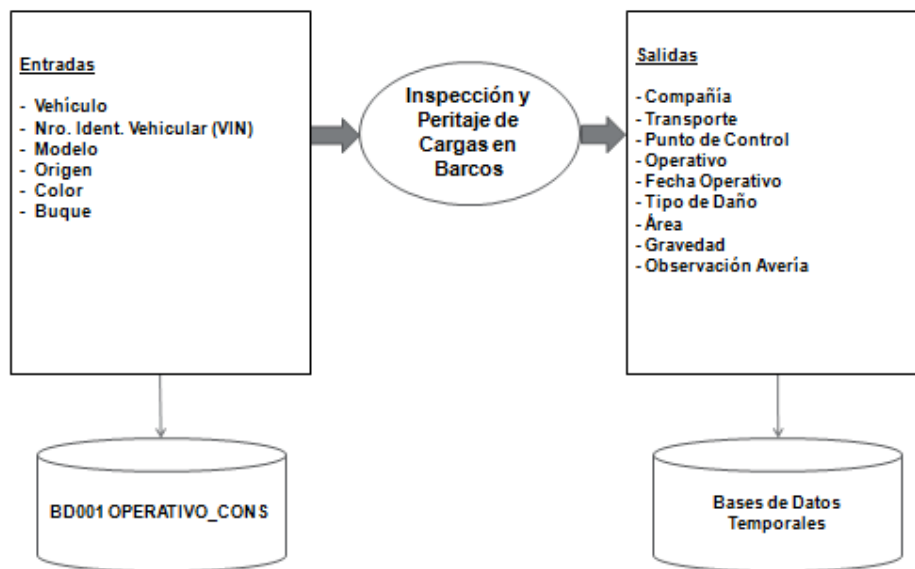 Entradas
- Vehículo
- Nro. Ident. Vehicular (VIN)
- Modelo
- Origen
- Color
- Buque
Inspección y
Peritaje de
Cargas en
Barcos
Salidas
- Compañía
- Transporte
- Punto de Control
- Operativo
- Fecha Operativo
- Tipo de Daño
- Área
- Gravedad
- Observación Avería
BD001 OPERATIVO_CONS
Bases de Datos
Temporales